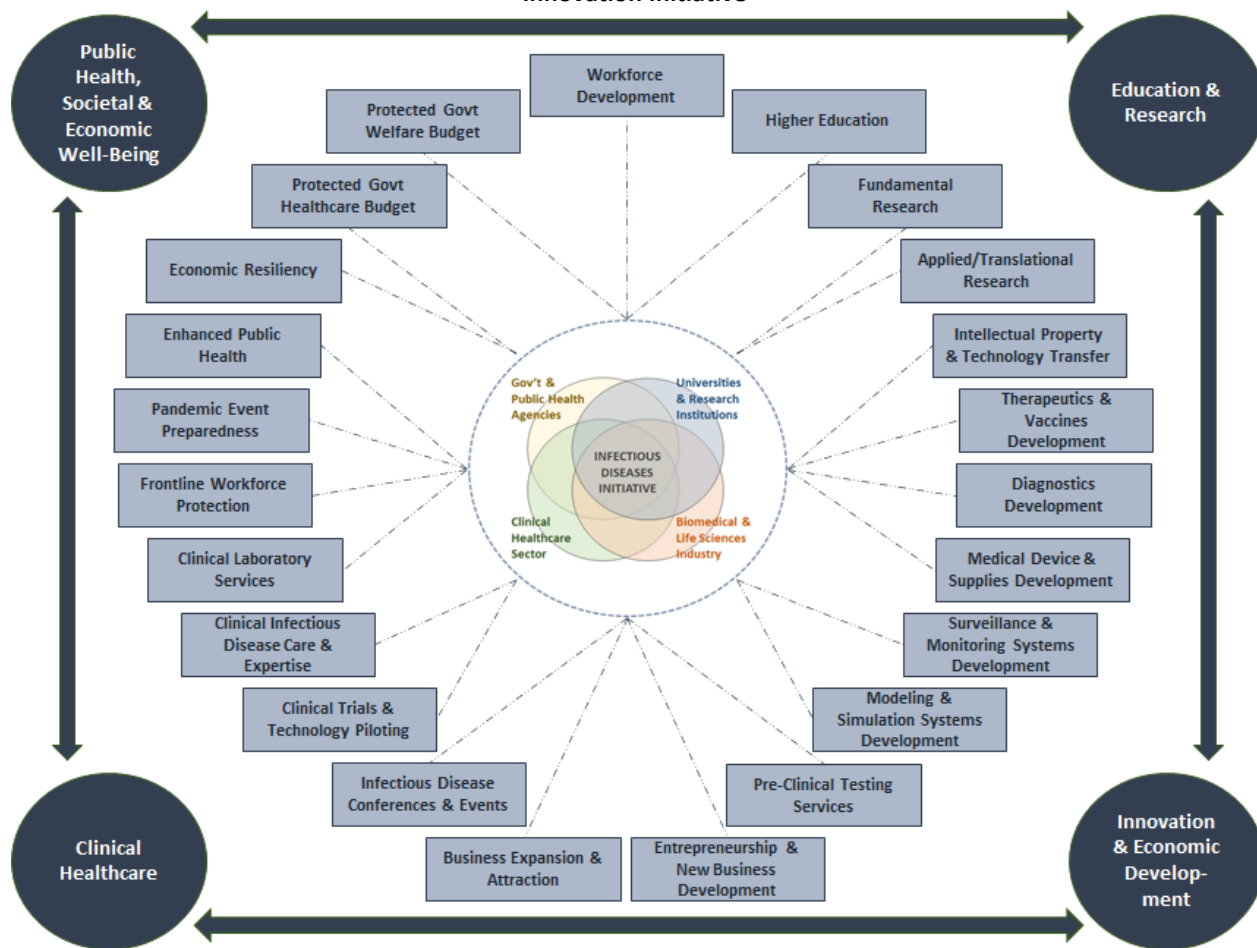 Innovation Initiative
Public
Health,
Societal &
Economic
Well-Being
Education &
Research
Workforce
Development
Protected Govt
Welfare Budget
Higher Education
Protected Govt
Healthcare Budget
Fundamental
Research
Economic Resiliency
Applied/Translational
Research
Enhanced Public
Health
Intellectual Property
& Technology Transfer
Pandemic Event
Preparedness
Therapeutics &
Vaccines
Development
Frontline Workforce
Protection
Diagnostics
Development
Clinical Laboratory
Services
Medical Device &
Supplies Development
Clinical Infectious
Disease Care &
Expertise
Surveillance &
Monitoring Systems
Development
Clinical Trials &
Technology Piloting
Modeling &
Simulation Systems
Development
Infectious Disease
Conferences & Events
Pre-Clinical Testing
Services
Business Expansion &
Attraction
Entrepreneurship &
New Business
Development
Gov't &
Public Health
Agencies
Universities
& Research
Institutions
INFECTIOUS
DISEASES
INITIATIVE
Clinical
Healthcare
Sector
Biomedical &
Life Sciences
Industry
Clinical
Healthcare
Innovation
& Economic
Develop-
ment